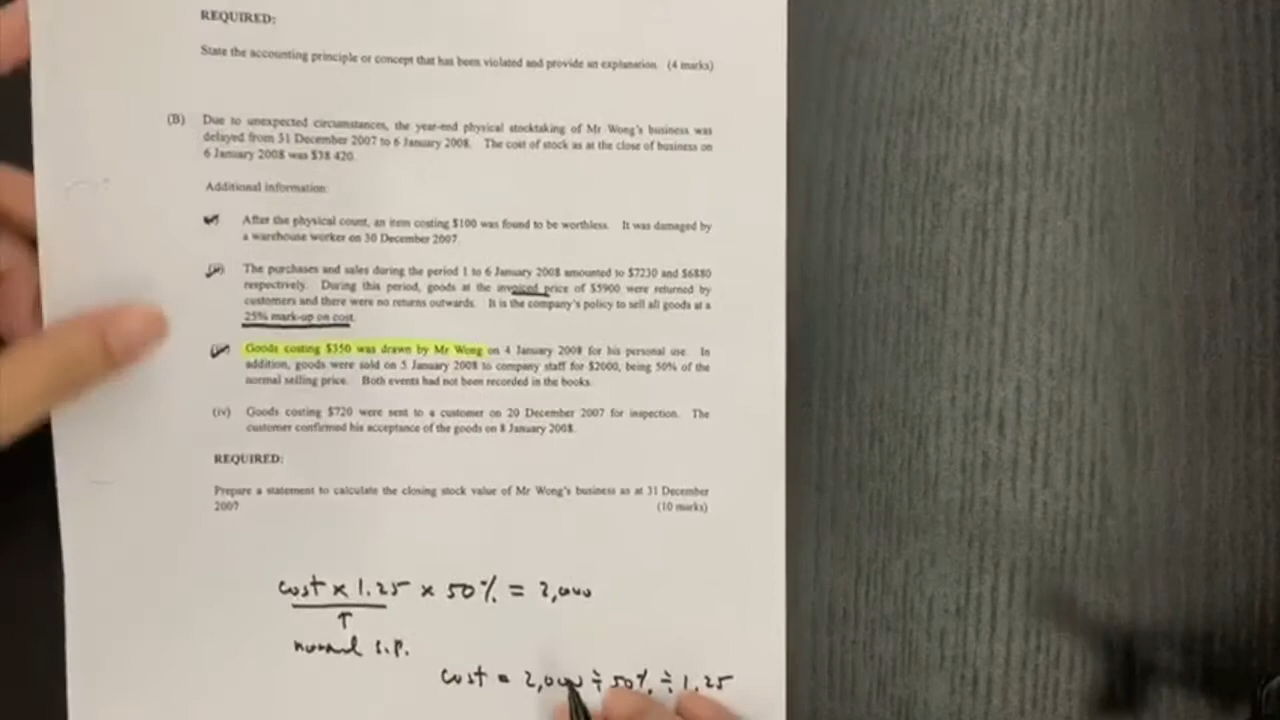 REQUIRED:
State the accounting principle or concept that has been violated and provide an explanation. (4 marks)
(B) Due to unexpected circumstances, the year-end physical stocktaking of Mr Wong's business was
delayed from 31 December 2007 to 6 January 2008. The cost of stock as at the close of business on
6 January 2008 was $38 420.
Additional information:
After the physical count, an item costing $100 was found to be worthless. It was damaged by
a warehouse worker on 30 December 2007.
The purchases and sales during the period 1 to 6 January 2008 amounted to $7230 and $6880
respectively. During this period, goods at the invoiced price of $5900 were returned by
customers and there were no returns outwards. It is the company's policy to sell all goods at a
25% mark-up on cost.
Goods costing $350 was drawn by Mr Wong on 4 January 2008 for his personal use. In
addition, goods were sold on 5 January 2008 to company staff for $2000, being 50% of the
normal selling price. Both events had not been recorded in the books.
(iv) Goods costing $720 were sent to a customer on 20 December 2007 for inspection. The
customer confirmed his acceptance of the goods on 8 January 2008.
REQUIRED:
Prepare a statement to calculate the closing stock value of Mr Wong's business as at 31 December
2007 (10 marks)
cost × 1.25 × 50% = 2,000
↑
normal s.p.
cost = 2,000 ÷ 50% ÷ 1.25